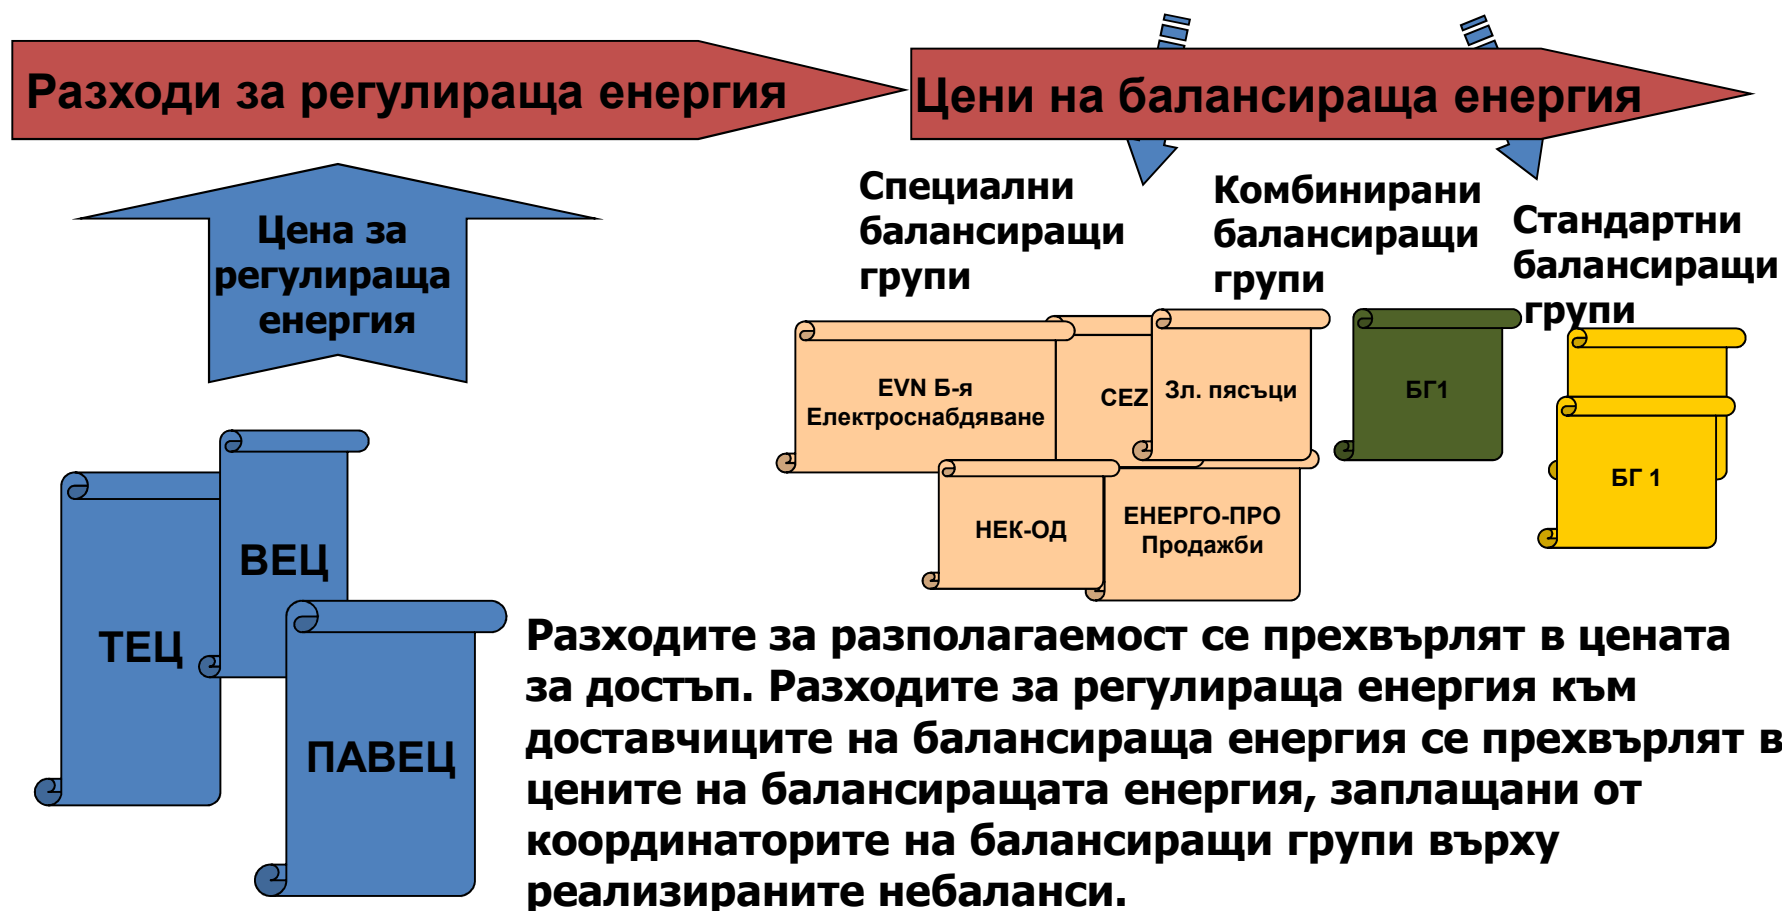 Разходи за регулираща енергия
Цени на балансираща енергия
Цена за
регулираща
енергия
Специални
балансиращи
групи
Комбинирани
балансиращи
групи
Стандартни
балансиращи
групи
EVN Б-я
Електроснабдяване
CEZ
Зл. пясъци
БГ1
БГ 1
НЕК-ОД
ЕНЕРГО-ПРО
Продажби
ТЕЦ
ВЕЦ
ПАВЕЦ
Разходите за разполагаемост се прехвърлят в цената
за достъп. Разходите за регулираща енергия към
доставчиците на балансираща енергия се прехвърлят в
цените на балансиращата енергия, заплащани от
координаторите на балансиращи групи върху
реализираните небаланси.